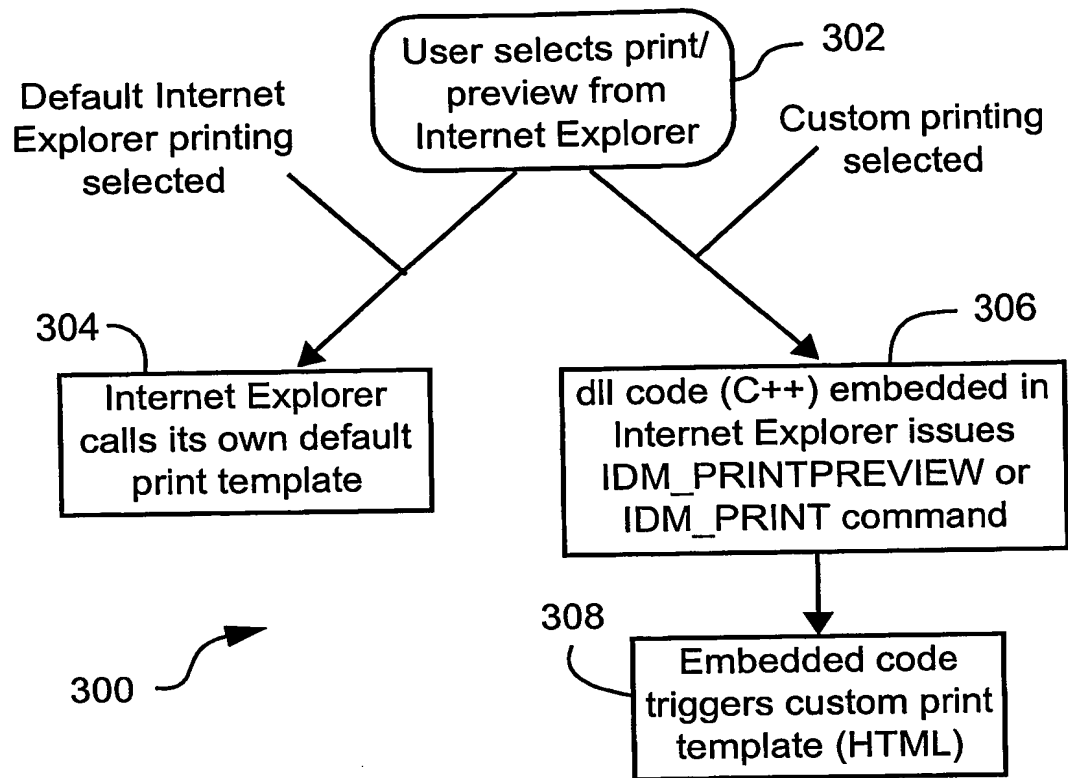 User selects print/
preview from
Internet Explorer
302
Default Internet
Explorer printing
selected
Custom printing
selected
304
Internet Explorer
calls its own default
print template
306
dll code (C++) embedded in
Internet Explorer issues
IDM_PRINTPREVIEW or
IDM_PRINT command
308
Embedded code
triggers custom print
template (HTML)
300